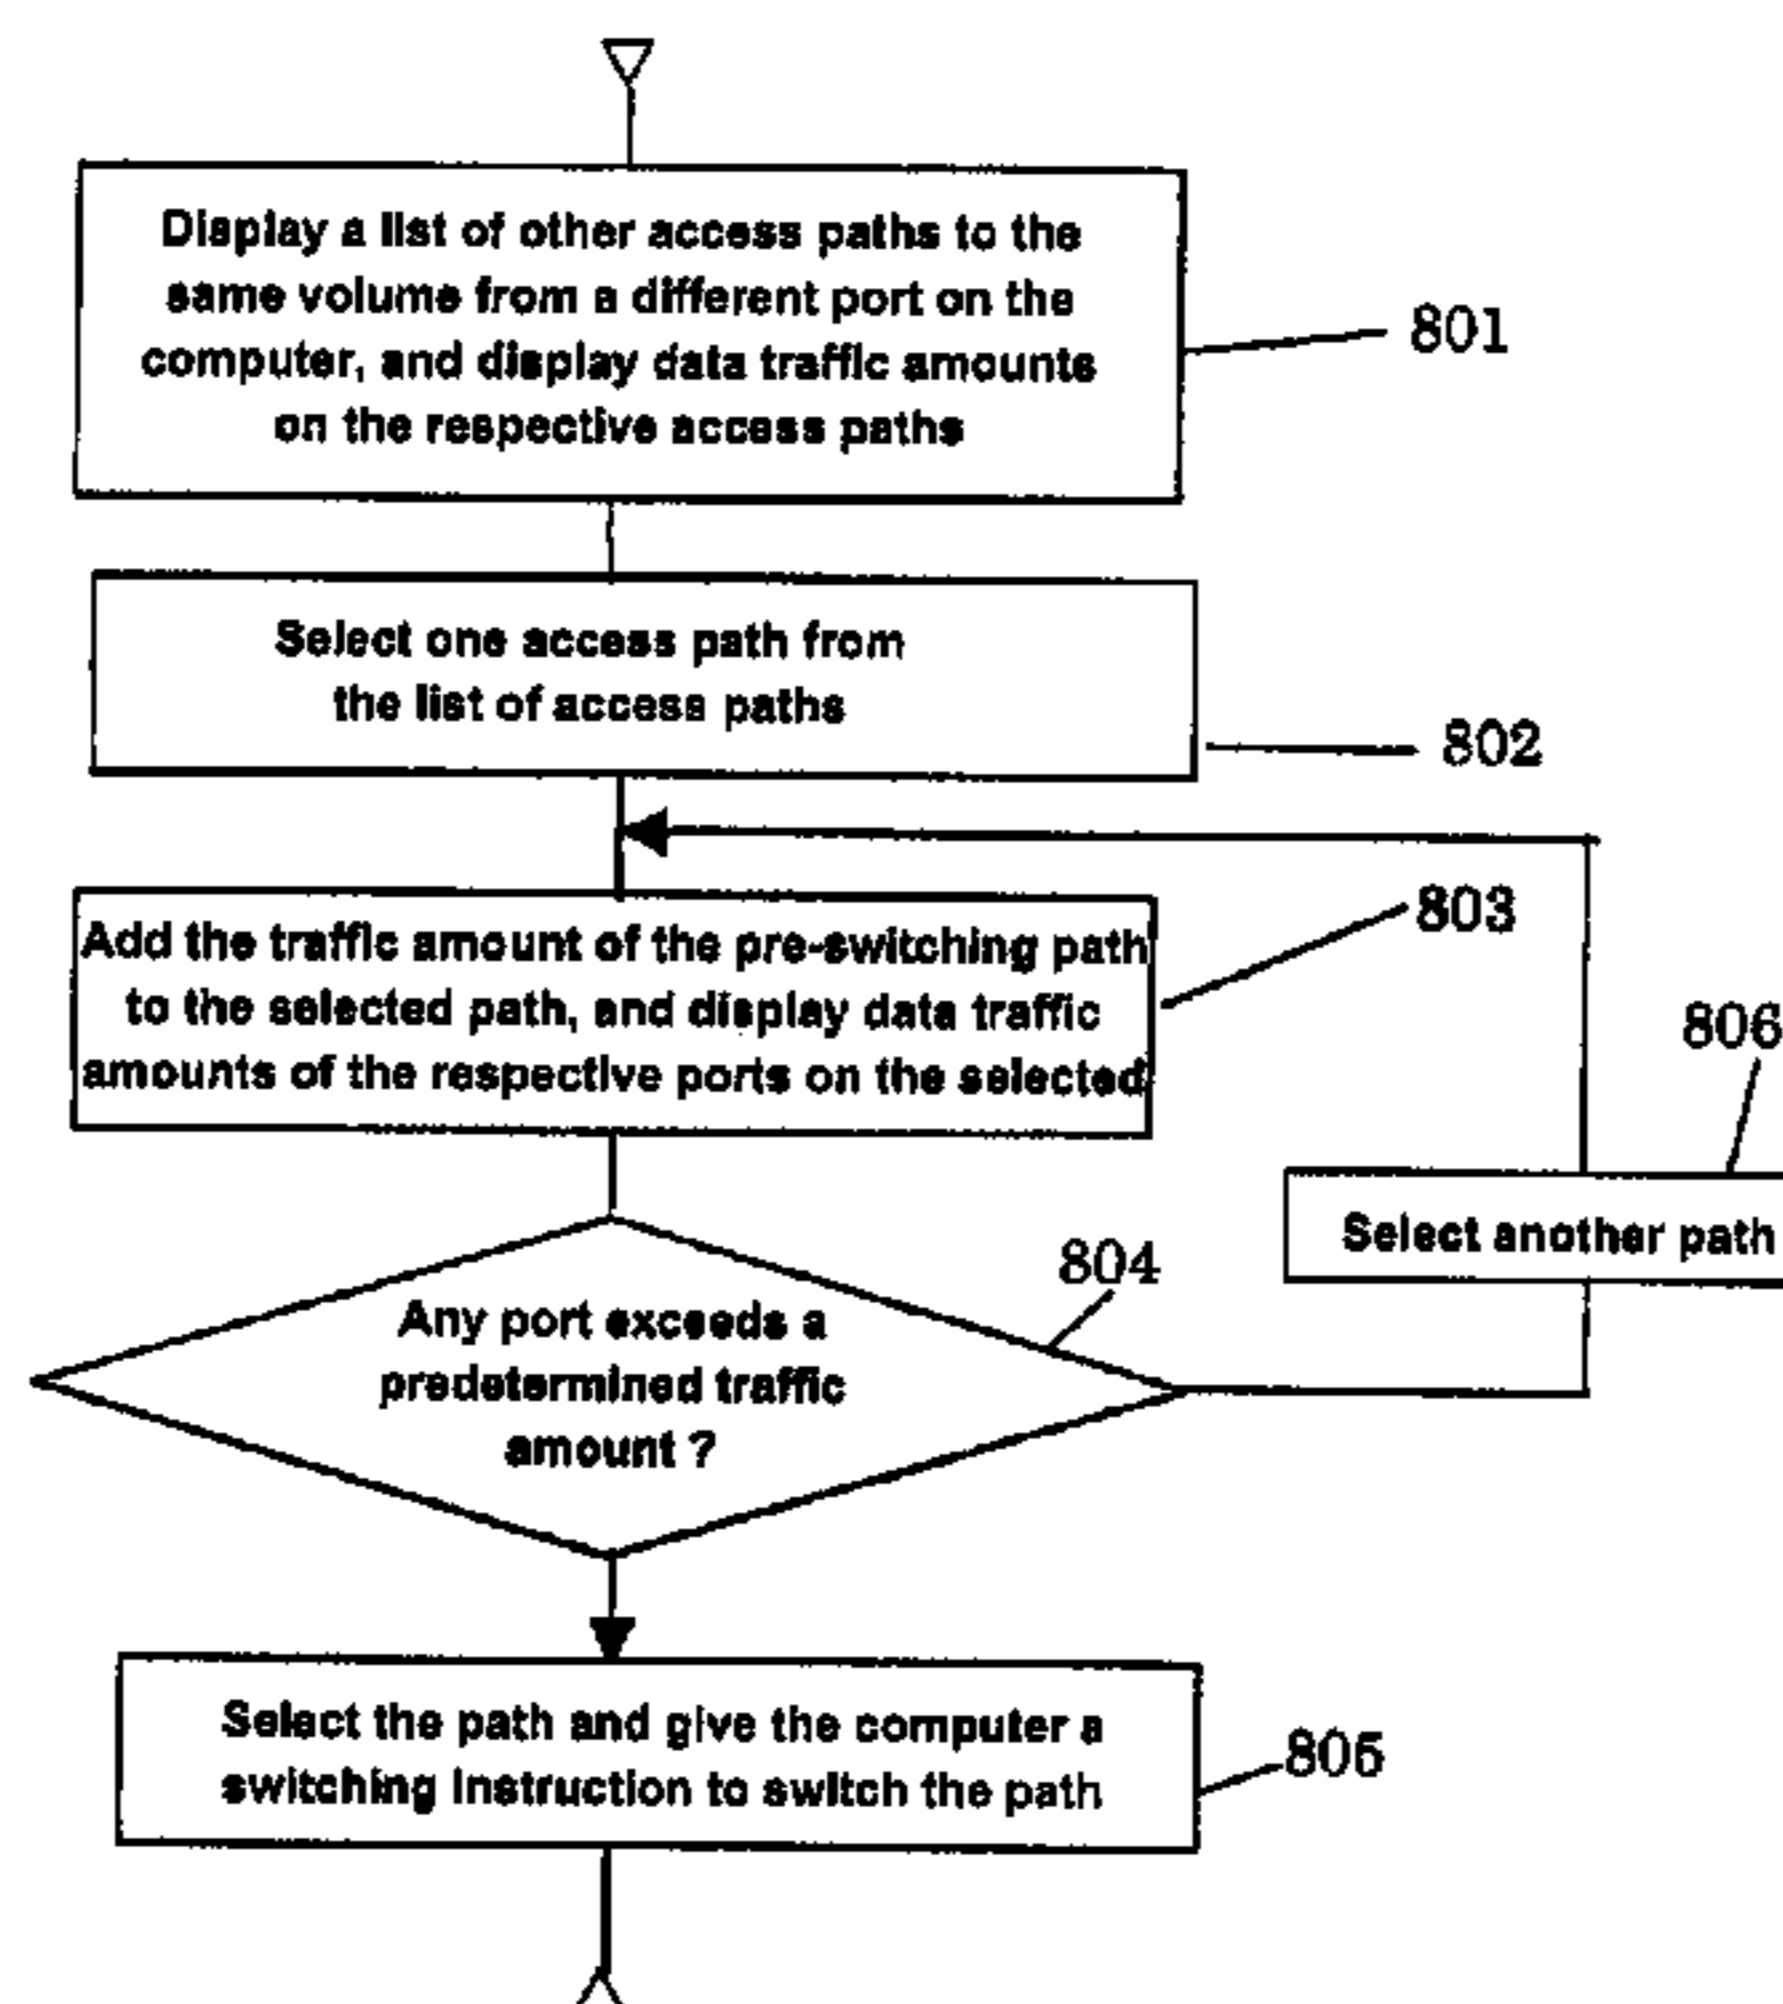 Display a list of other access paths to the
same volume from a different port on the
computer, and display data traffic amounts
on the respective access paths
801
Select one access path from
the list of access paths
802
803
Add the traffic amount of the pre-switching path
to the selected path, and display data traffic
amounts of the respective ports on the selected
806
Select another path
804
Any port exceeds a
predetermined traffic
amount ?
Select the path and give the computer a
switching instruction to switch the path
805